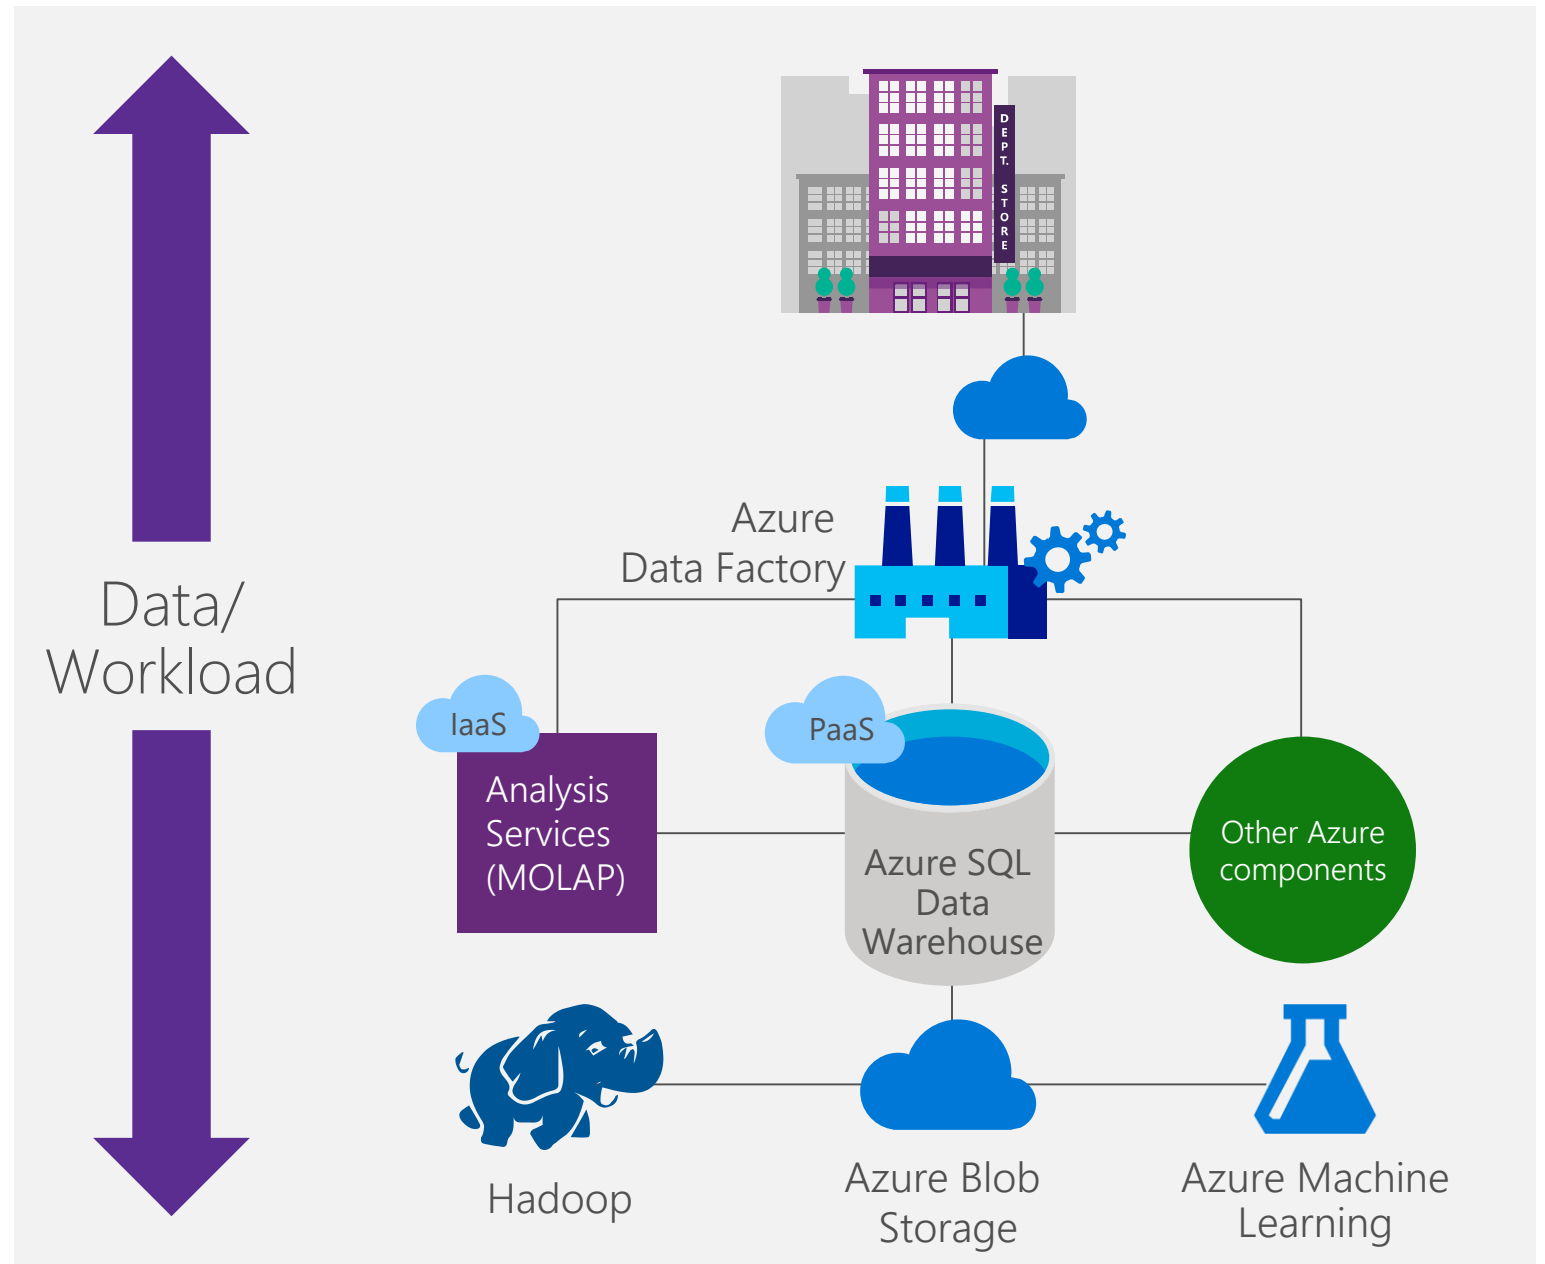 DEPT. STORE
Azure
Data Factory
Data/
Workload
IaaS
PaaS
Analysis
Services
(MOLAP)
Azure SQL
Data
Warehouse
Other Azure
components
Hadoop
Azure Blob
Storage
Azure Machine
Learning